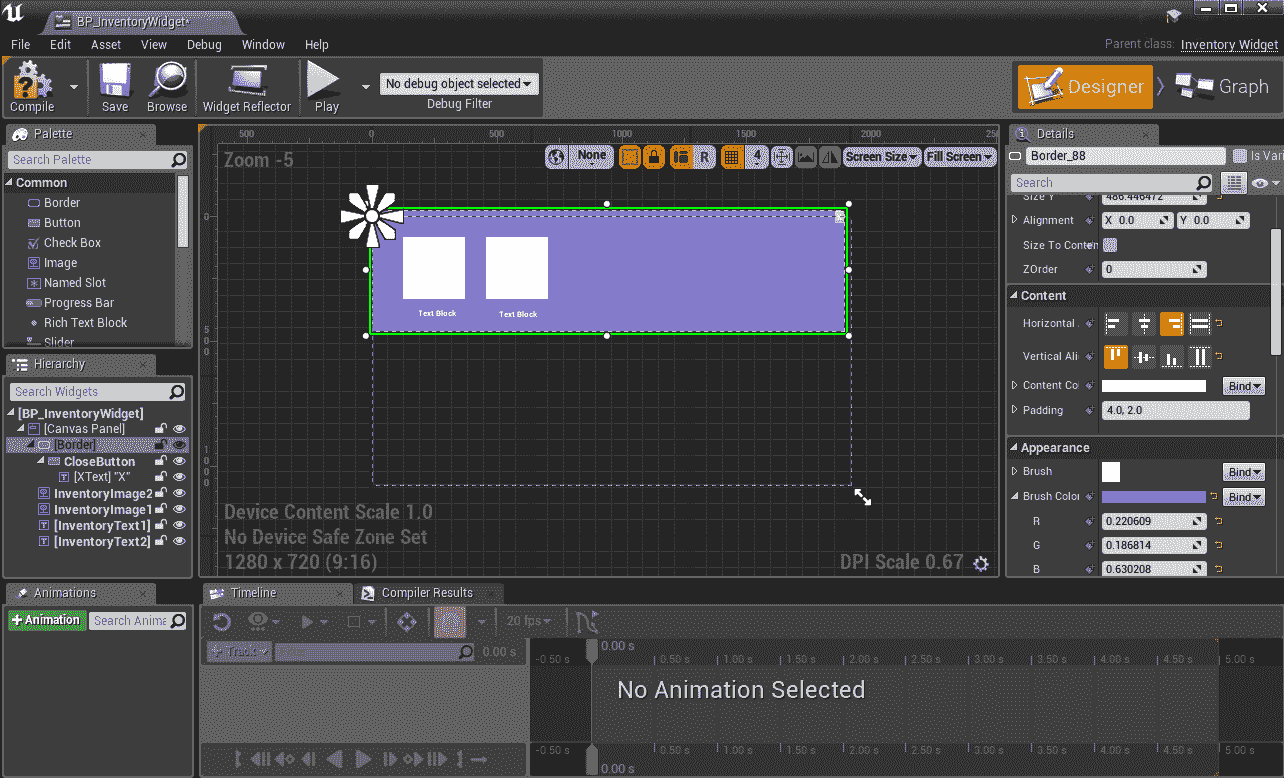 BP_InventoryWidget*
File Edit Asset View Debug Window Help
Parent class: Inventory Widget
Compile
Save
Browse
Widget Reflector
Play
No debug object selected
Debug Filter
Designer
Graph
Palette
Search Palette
Common
Border
Button
Check Box
Image
Named Slot
Progress Bar
Rich Text Block
Slider
Hierarchy
Search Widgets
[BP_InventoryWidget]
[Canvas Panel]
[Border]
CloseButton
[XText] "X"
InventoryImage2
InventoryImage1
[InventoryText1]
[InventoryText2]
500 0 500 1000 1500 2000 25
Zoom -5
None
R
4
Screen Size
Fill Screen
0
500
1000
Text Block
Text Block
Device Content Scale 1.0
No Device Safe Zone Set
1280 x 720 (9:16)
DPI Scale 0.67
Details
Border_88
Is Vari
Search
Size Y 486.446472
Alignment X 0.0 Y 0.0
Size To Conten
ZOrder 0
Content
Horizontal
Vertical Ali
Content Co Bind
Padding 4.0, 2.0
Appearance
Brush Bind
Brush Color Bind
R 0.220609
G 0.186814
B 0.630208
Animations
+Animation
Search Anima
Timeline
Compiler Results
20 fps
Track
0.00 s
0.00 s
-0.50 s 0.50 s 1.00 s 1.50 s 2.00 s 2.50 s 3.00 s 3.50 s 4.00 s 4.50 s 5.00 s
No Animation Selected
-0.50 s 0.50 s 1.00 s 1.50 s 2.00 s 2.50 s 3.00 s 3.50 s 4.00 s 4.50 s 5.00 s
0.00 s